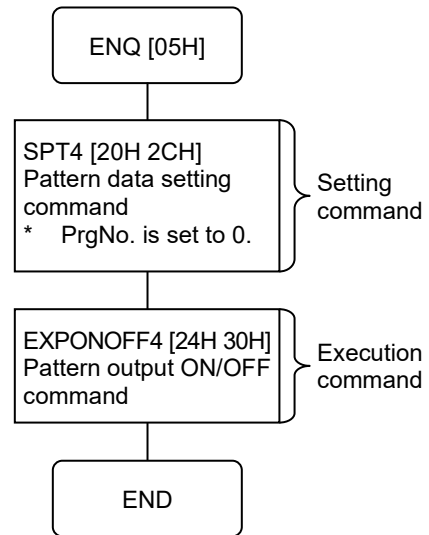 ENQ [05H]
SPT4 [20H 2CH]
Pattern data setting
command
* PrgNo. is set to 0.
Setting
command
EXPONOFF4 [24H 30H]
Pattern output ON/OFF
command
Execution
command
END